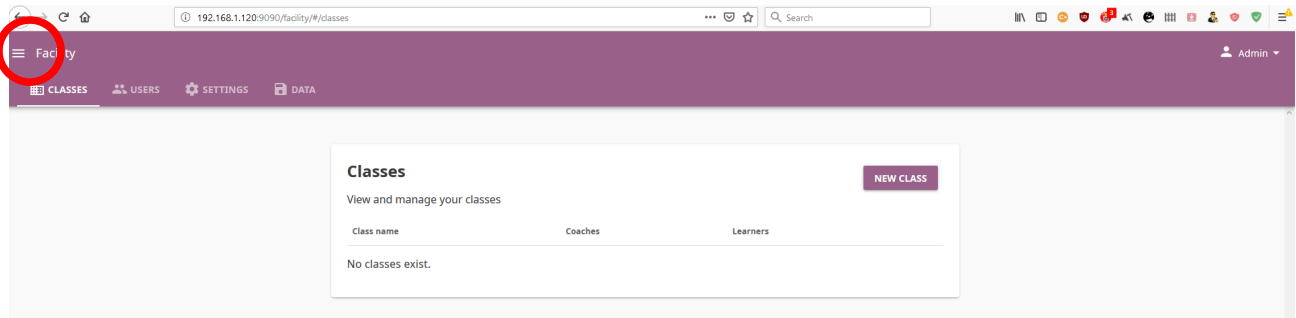 192.168.1.120:9090/facility/#/classes
Search
3
Facility
Admin
CLASSES USERS SETTINGS DATA
Classes
NEW CLASS
View and manage your classes
Class name Coaches Learners
No classes exist.